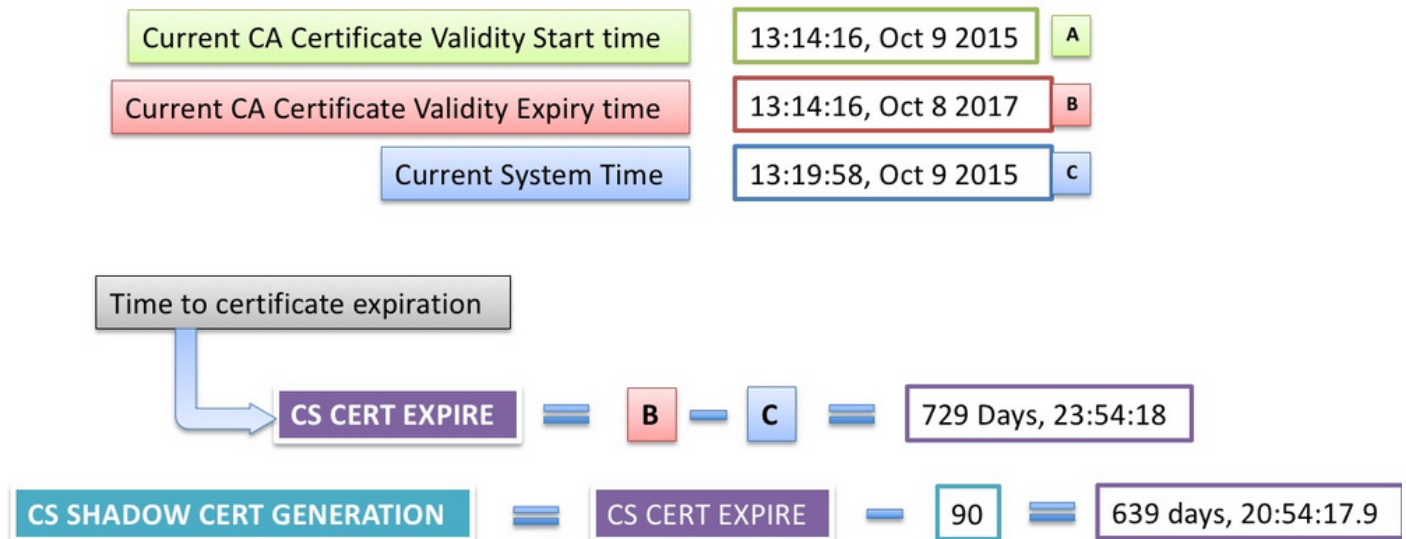 Current CA Certificate Validity Start time 13:14:16, Oct 9 2015 A
Current CA Certificate Validity Expiry time 13:14:16, Oct 8 2017 B
Current System Time 13:19:58, Oct 9 2015 C
Time to certificate expiration
CS CERT EXPIRE = B - C = 729 Days, 23:54:18
CS SHADOW CERT GENERATION = CS CERT EXPIRE - 90 = 639 days, 20:54:17.9